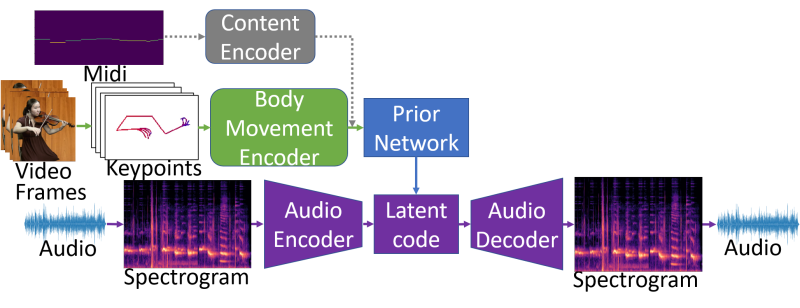 Midi
Content
Encoder
Video
Frames
Keypoints
Body
Movement
Encoder
Prior
Network
Audio
Spectrogram
Audio
Encoder
Latent
code
Audio
Decoder
Spectrogram
Audio